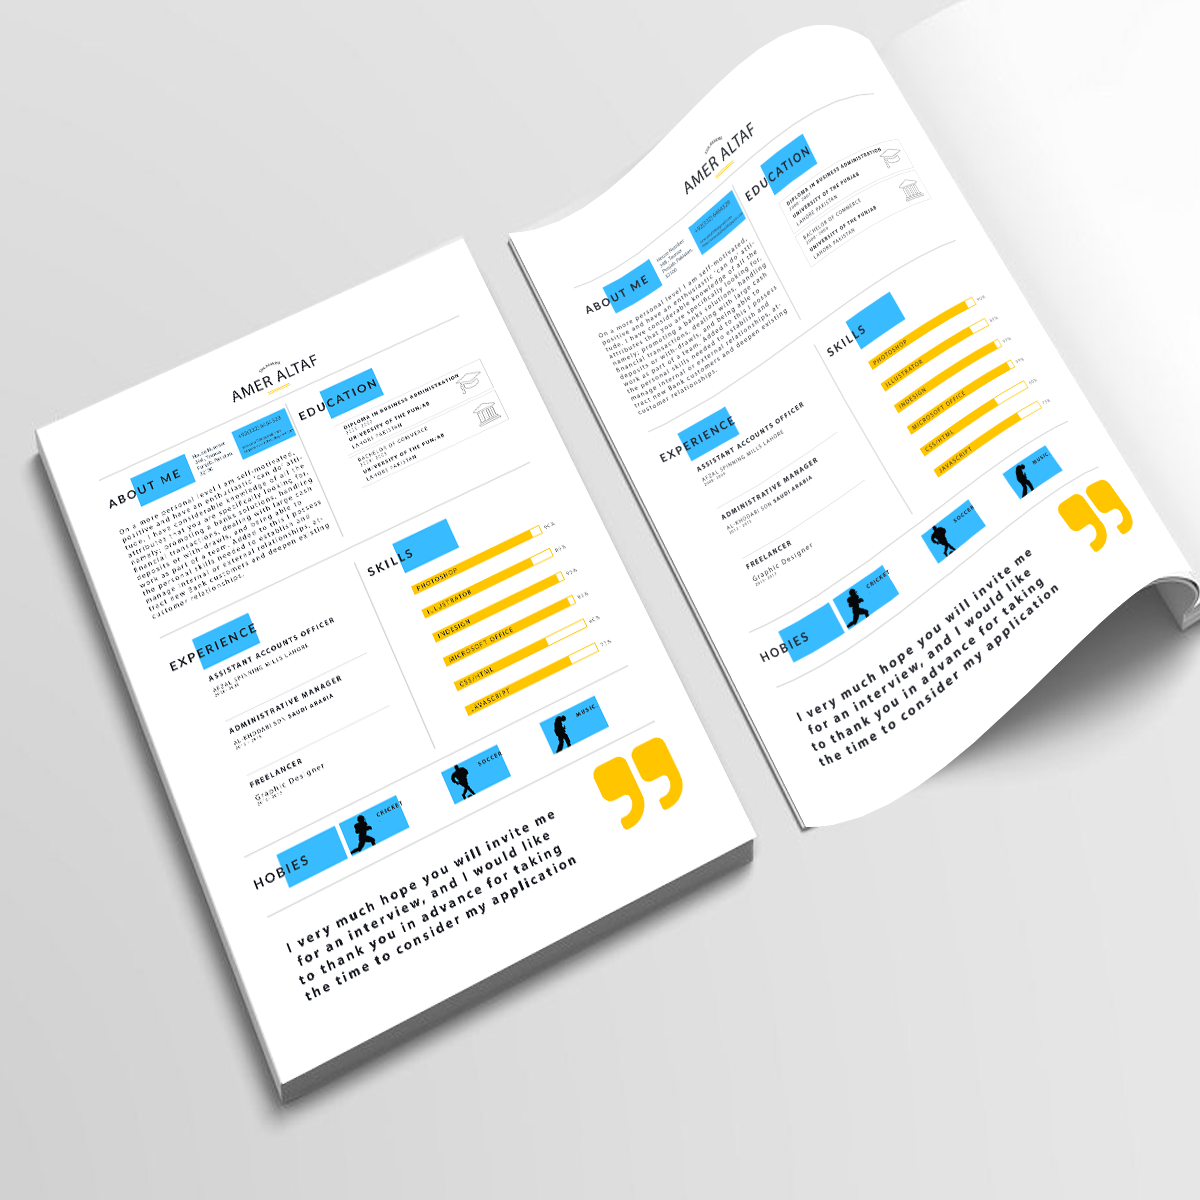 AMER ALTAF
ABOUT ME
On a more personal level I am self-motivated,
positive and have an enthusiastic 'can do' atti-
tude. I have considerable knowledge of all the
attributes that you are specifically looking for,
namely; promoting a banks solutions, handling
financial transactions, dealing with large cash
deposits or with-drawls, and being able to
work as part of a team. Added to this I possess
the personal skills needed to establish and
manage internal or external relationships, at-
tract new Bank customers and deepen existing
customer relationships.
EDUCATION
DIPLOMA IN BUSINESS ADMINISTRATION
UNIVERSITY OF THE PUNJAB
LAHORE PAKISTAN
BACHELOR OF COMMERCE
UNIVERSITY OF THE PUNJAB
LAHORE PAKISTAN
EXPERIENCE
ASSISTANT ACCOUNTS OFFICER
AFZAL SPINNING MILLS LAHORE
ADMINISTRATIVE MANAGER
AL-KHODARI SON SAUDI ARABIA
FREELANCER
Graphic Designer
SKILLS
PHOTOSHOP
ILLUSTRATOR
INDESIGN
MICROSOFT OFFICE
CSS/HTML
JAVASCRIPT
HOBIES
CRICKET
SOCCER
MUSIC
I very much hope you will invite me
for an interview, and I would like
to thank you in advance for taking
the time to consider my application
AMER ALTAF
ABOUT ME
On a more personal level I am self-motivated,
positive and have an enthusiastic 'can do' atti-
tude. I have considerable knowledge of all the
attributes that you are specifically looking for,
namely; promoting a banks solutions, handling
financial transactions, dealing with large cash
deposits or with-drawls, and being able to
work as part of a team. Added to this I possess
the personal skills needed to establish and
manage internal or external relationships, at-
tract new Bank customers and deepen existing
customer relationships.
EDUCATION
DIPLOMA IN BUSINESS ADMINISTRATION
UNIVERSITY OF THE PUNJAB
LAHORE PAKISTAN
BACHELOR OF COMMERCE
UNIVERSITY OF THE PUNJAB
LAHORE PAKISTAN
EXPERIENCE
ASSISTANT ACCOUNTS OFFICER
AFZAL SPINNING MILLS LAHORE
ADMINISTRATIVE MANAGER
AL-KHODARI SON SAUDI ARABIA
FREELANCER
Graphic Designer
SKILLS
PHOTOSHOP
ILLUSTRATOR
INDESIGN
MICROSOFT OFFICE
CSS/HTML
JAVASCRIPT
HOBIES
CRICKET
SOCCER
MUSIC
I very much hope you will invite me
for an interview, and I would like
to thank you in advance for taking
the time to consider my application